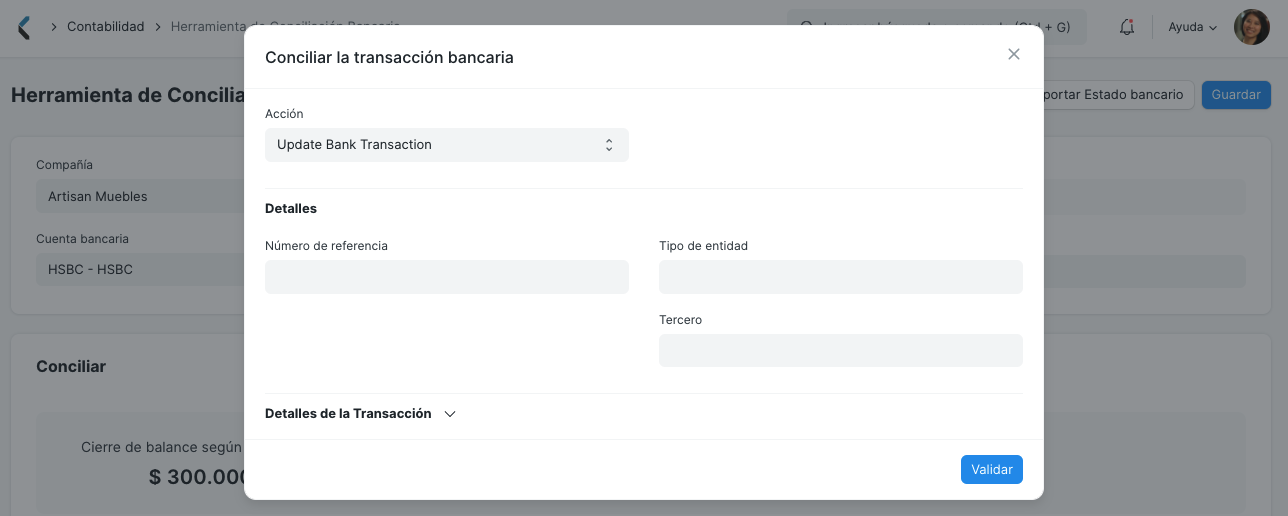 Contabilidad
Herramienta de Conciliación Bancaria
+ G)
Ayuda
Conciliar la transacción bancaria
Herramienta de Concilia
portar Estado bancario
Guardar
Acción
Update Bank Transaction
Compañía
Artisan Muebles
Detalles
Cuenta bancaria
HSBC - HSBC
Número de referencia
Tipo de entidad
Tercero
Conciliar
Detalles de la Transacción
Cierre de balance según
$ 300.000
Validar